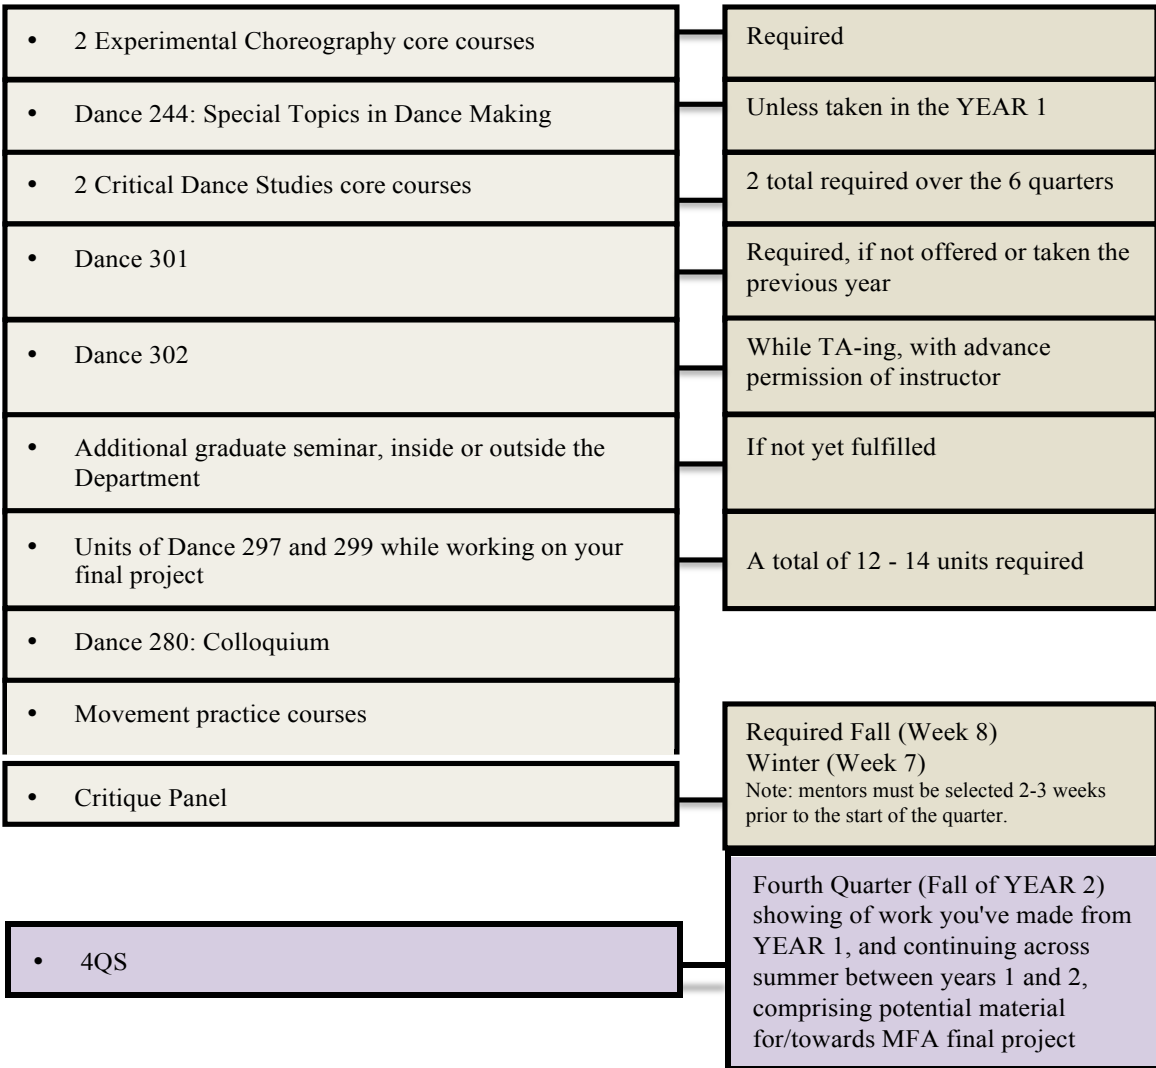 • 2 Experimental Choreography core courses
Required
• Dance 244: Special Topics in Dance Making
Unless taken in the YEAR 1
• 2 Critical Dance Studies core courses
2 total required over the 6 quarters
• Dance 301
Required, if not offered or taken the
previous year
• Dance 302
While TA-ing, with advance
permission of instructor
• Additional graduate seminar, inside or outside the
Department
If not yet fulfilled
• Units of Dance 297 and 299 while working on your
final project
A total of 12 - 14 units required
• Dance 280: Colloquium
• Movement practice courses
• Critique Panel
Required Fall (Week 8)
Winter (Week 7)
Note: mentors must be selected 2-3 weeks
prior to the start of the quarter.
• 4QS
Fourth Quarter (Fall of YEAR 2)
showing of work you've made from
YEAR 1, and continuing across
summer between years 1 and 2,
comprising potential material
for/towards MFA final project